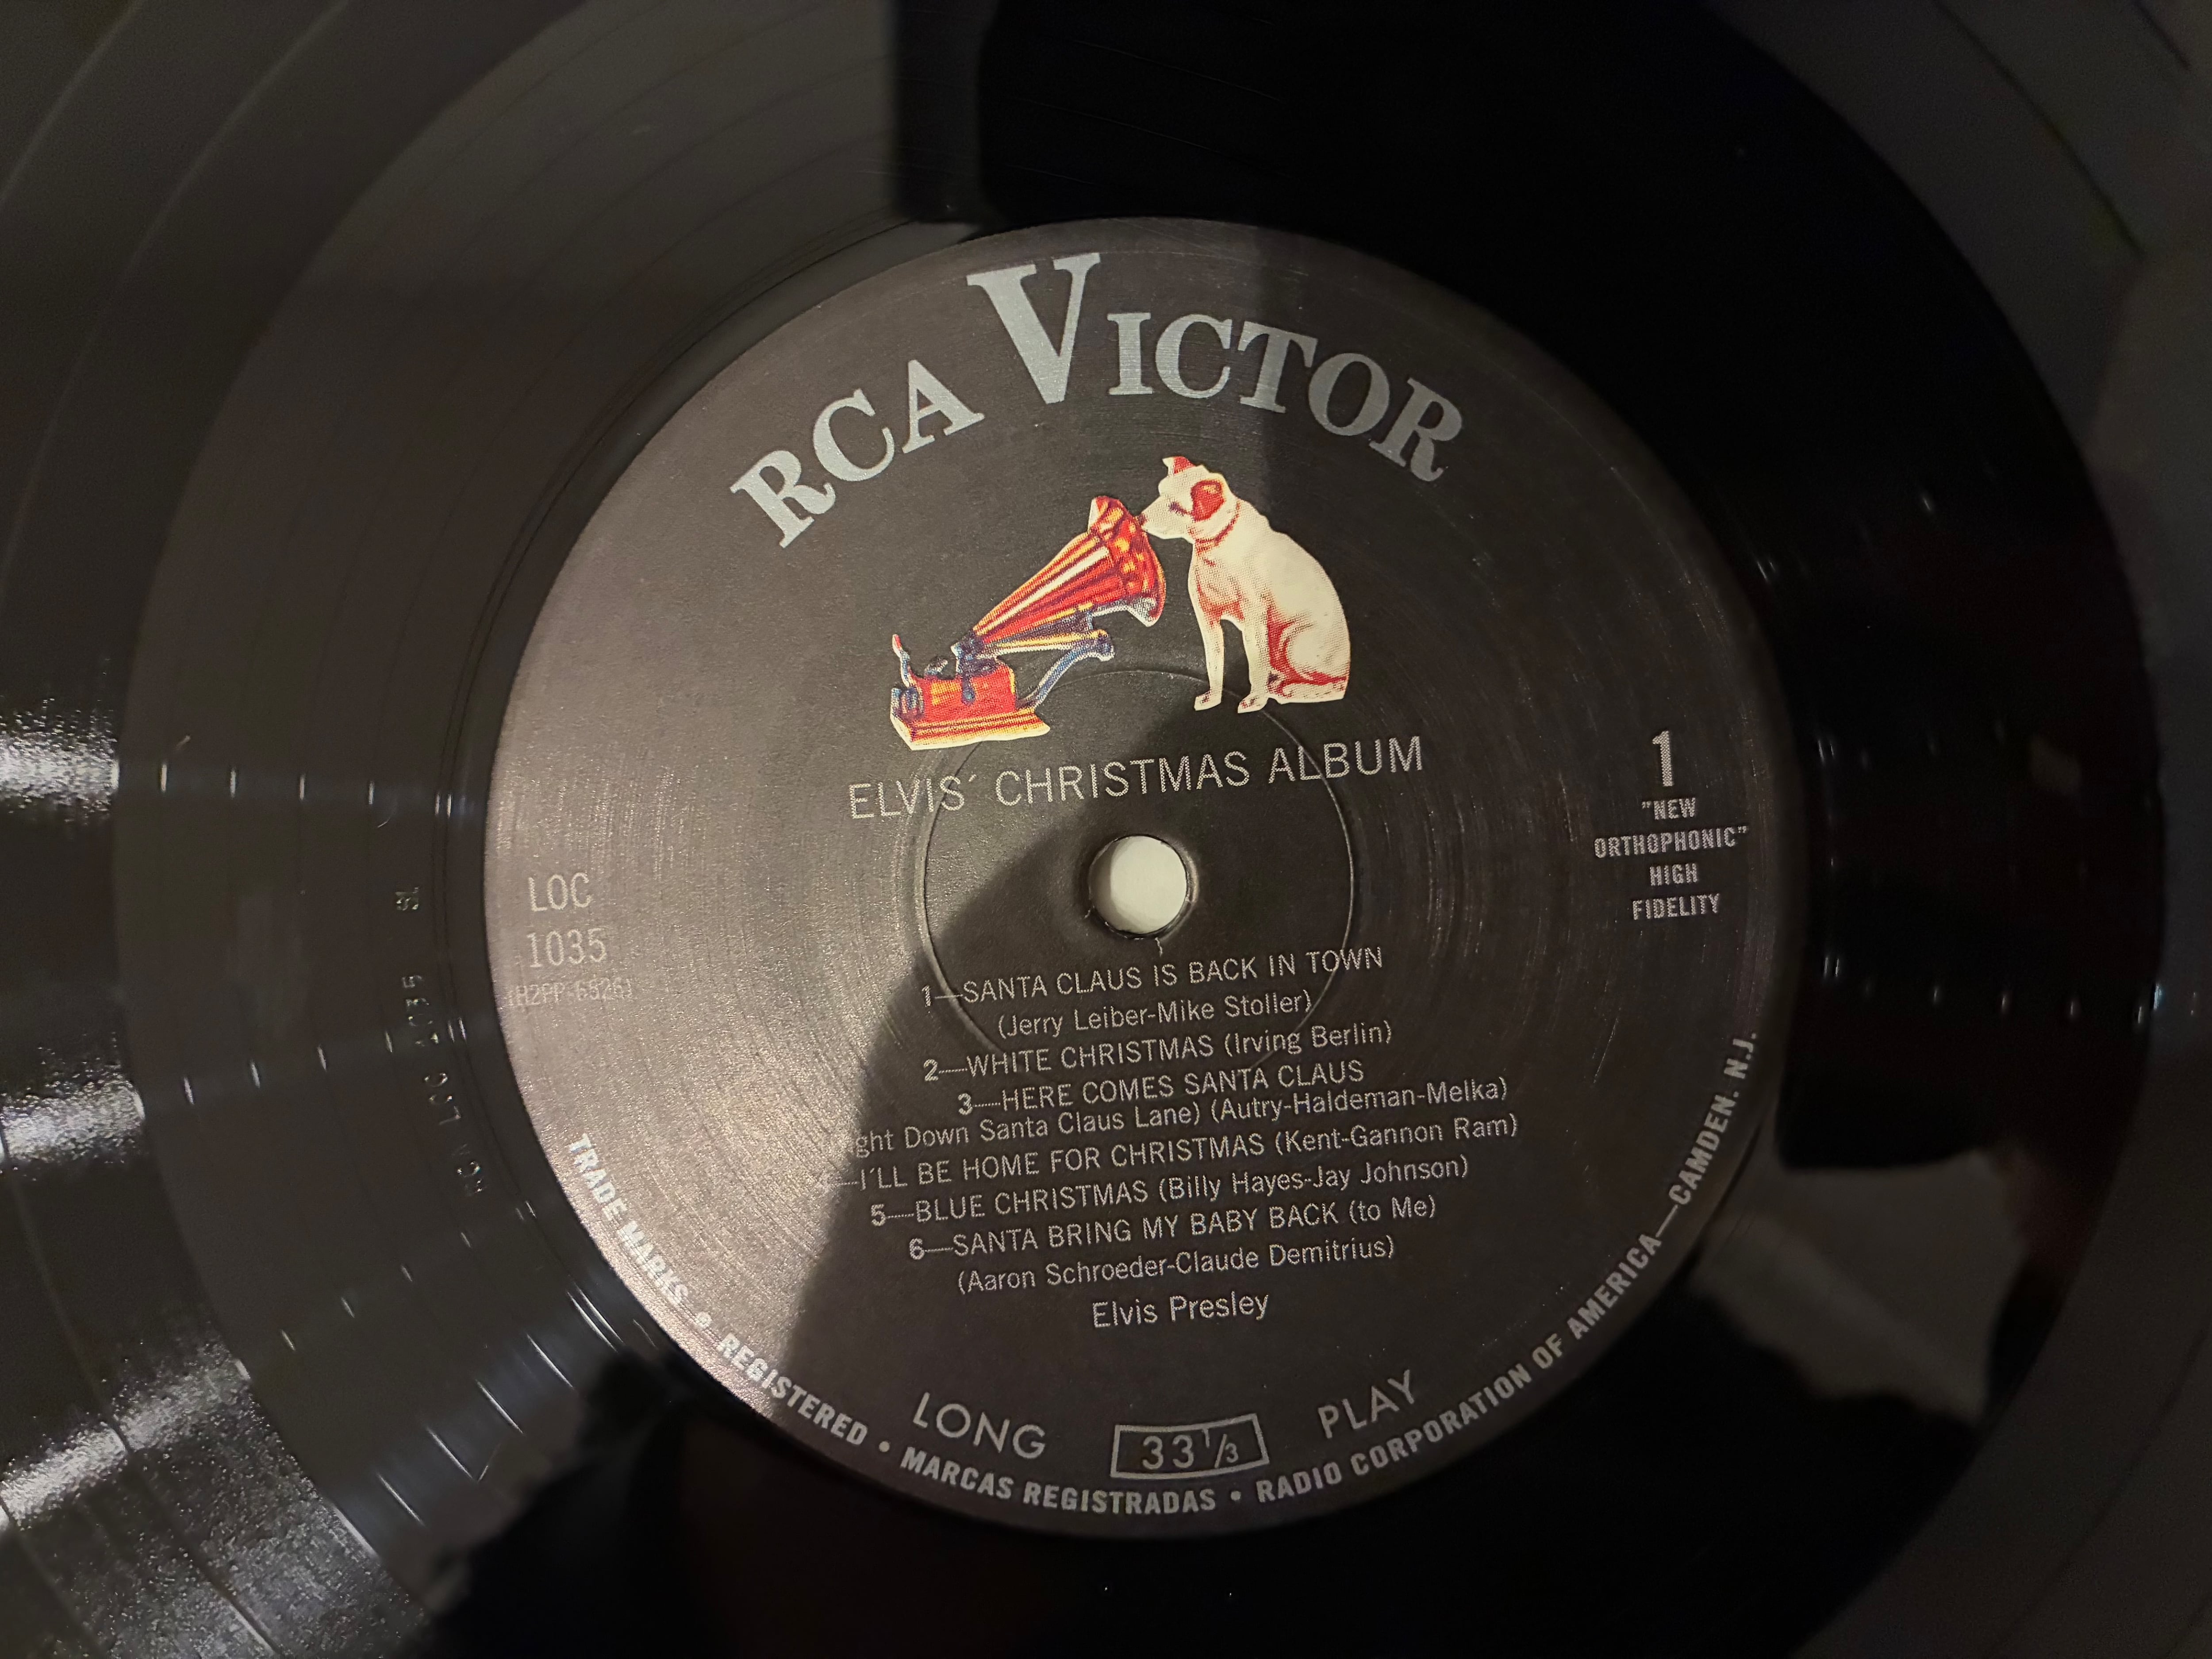 RCA VICTOR
ELVIS´ CHRISTMAS ALBUM
1
"NEW
ORTHOPHONIC"
HIGH
FIDELITY
LOC
1035
1—SANTA CLAUS IS BACK IN TOWN
(Jerry Leiber-Mike Stoller)
2—WHITE CHRISTMAS (Irving Berlin)
3—HERE COMES SANTA CLAUS
Down Santa Claus Lane) (Autry-Haldeman-Melka)
—I´LL BE HOME FOR CHRISTMAS (Kent-Gannon Ram)
5—BLUE CHRISTMAS (Billy Hayes-Jay Johnson)
6—SANTA BRING MY BABY BACK (to Me)
(Aaron Schroeder-Claude Demitrius)
Elvis Presley
LONG 33⅓ PLAY
TRADE MARKS • REGISTERED • MARCAS REGISTRADAS • RADIO CORPORATION OF AMERICA—CAMDEN. N.J.